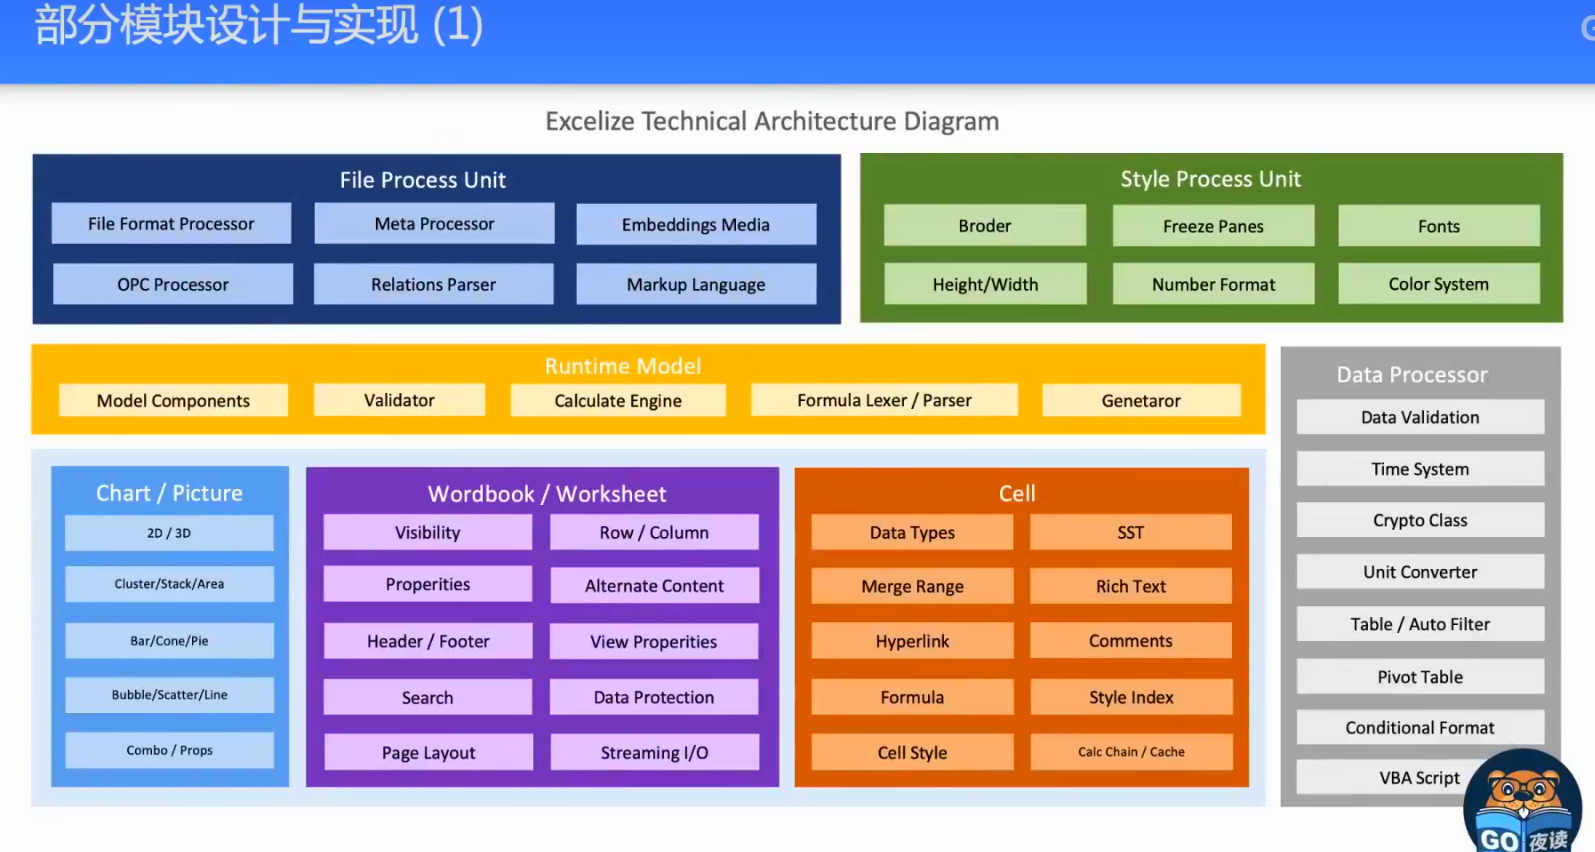 部分模块设计与实现 (1)
G
Excelize Technical Architecture Diagram
File Process Unit
File Format Processor
Meta Processor
Embeddings Media
OPC Processor
Relations Parser
Markup Language
Style Process Unit
Broder
Freeze Panes
Fonts
Height/Width
Number Format
Color System
Runtime Model
Model Components
Validator
Calculate Engine
Formula Lexer / Parser
Genetaror
Chart / Picture
2D / 3D
Cluster/Stack/Area
Bar/Cone/Pie
Bubble/Scatter/Line
Combo / Props
Wordbook / Worksheet
Visibility
Row / Column
Properities
Alternate Content
Header / Footer
View Properities
Search
Data Protection
Page Layout
Streaming I/O
Cell
Data Types
SST
Merge Range
Rich Text
Hyperlink
Comments
Formula
Style Index
Cell Style
Calc Chain / Cache
Data Processor
Data Validation
Time System
Crypto Class
Unit Converter
Table / Auto Filter
Pivot Table
Conditional Format
VBA Script
GO 夜读